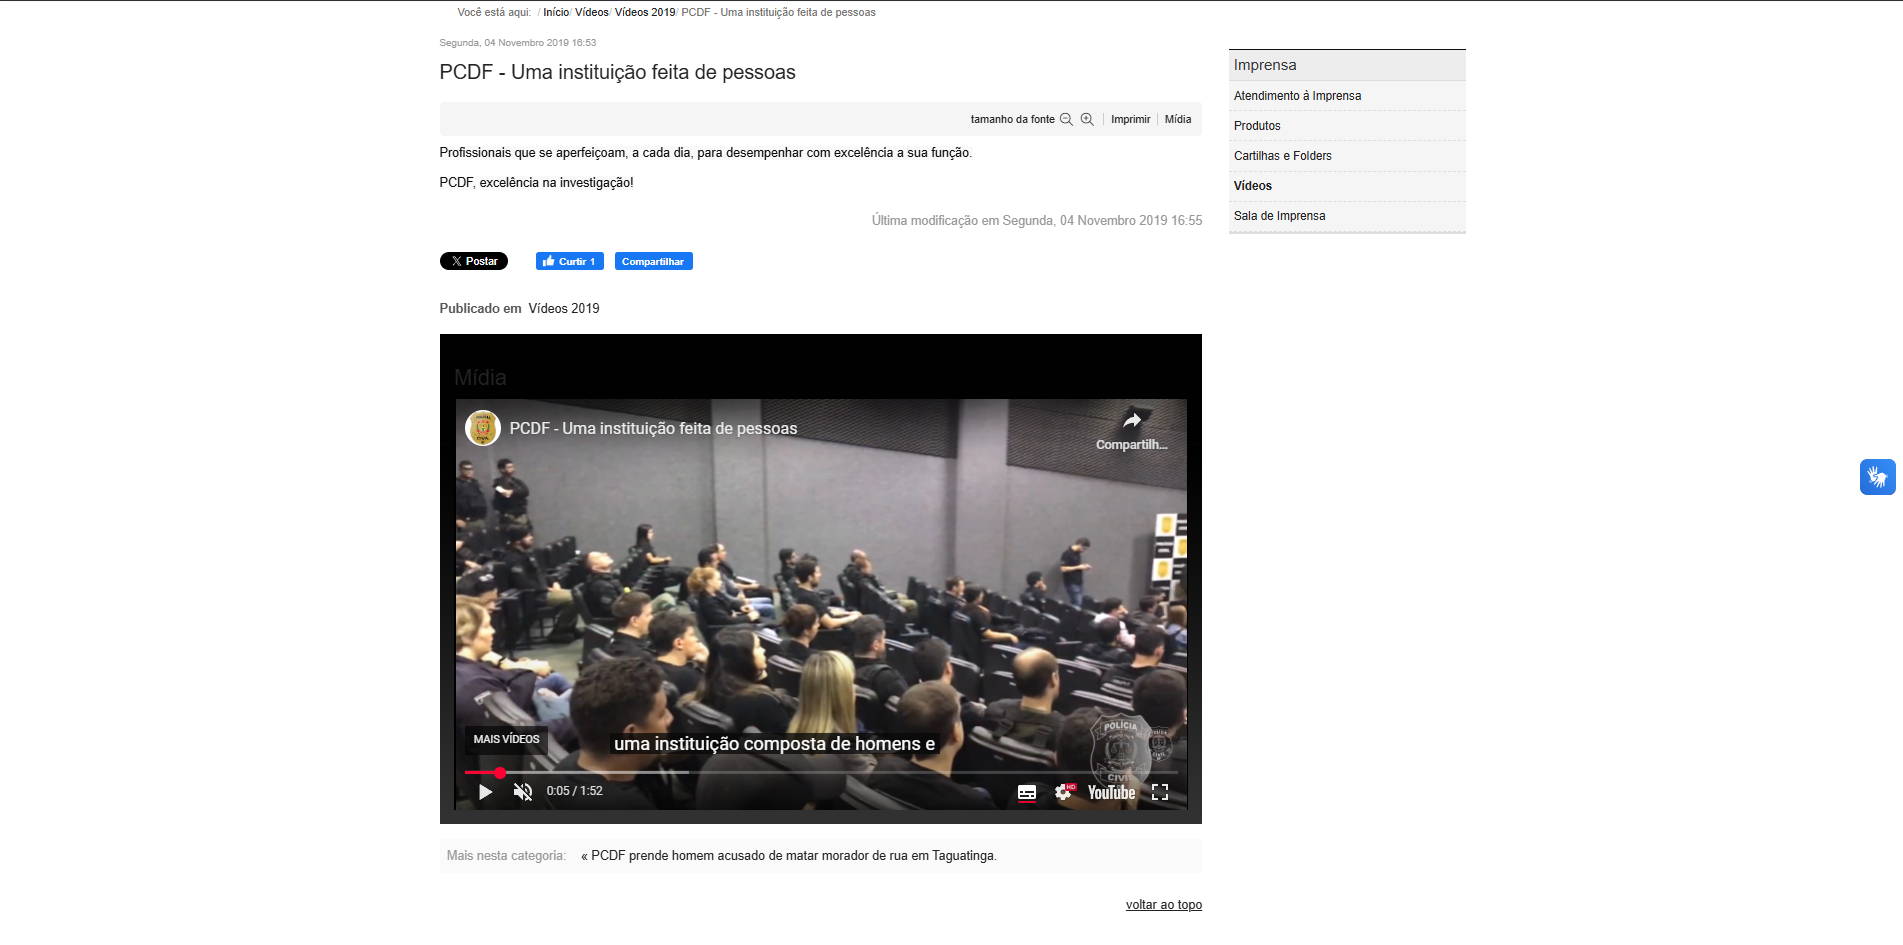 Você está aqui: / Início/ Vídeos/ Vídeos 2019/ PCDF - Uma instituição feita de pessoas
Segunda, 04 Novembro 2019 16:53
PCDF - Uma instituição feita de pessoas
tamanho da fonte Imprimir Mídia
Profissionais que se aperfeiçoam, a cada dia, para desempenhar com excelência a sua função.
PCDF, excelência na investigação!
Última modificação em Segunda, 04 Novembro 2019 16:55
Postar Curtir 1 Compartilhar
Publicado em Vídeos 2019
Mídia
PCDF - Uma instituição feita de pessoas
Compartilh...
POLÍCIA
CIVIL
MAIS VÍDEOS
uma instituição composta de homens e
0:05 / 1:52
HD
YouTube
Mais nesta categoria: « PCDF prende homem acusado de matar morador de rua em Taguatinga.
voltar ao topo
Imprensa
Atendimento à Imprensa
Produtos
Cartilhas e Folders
Vídeos
Sala de Imprensa